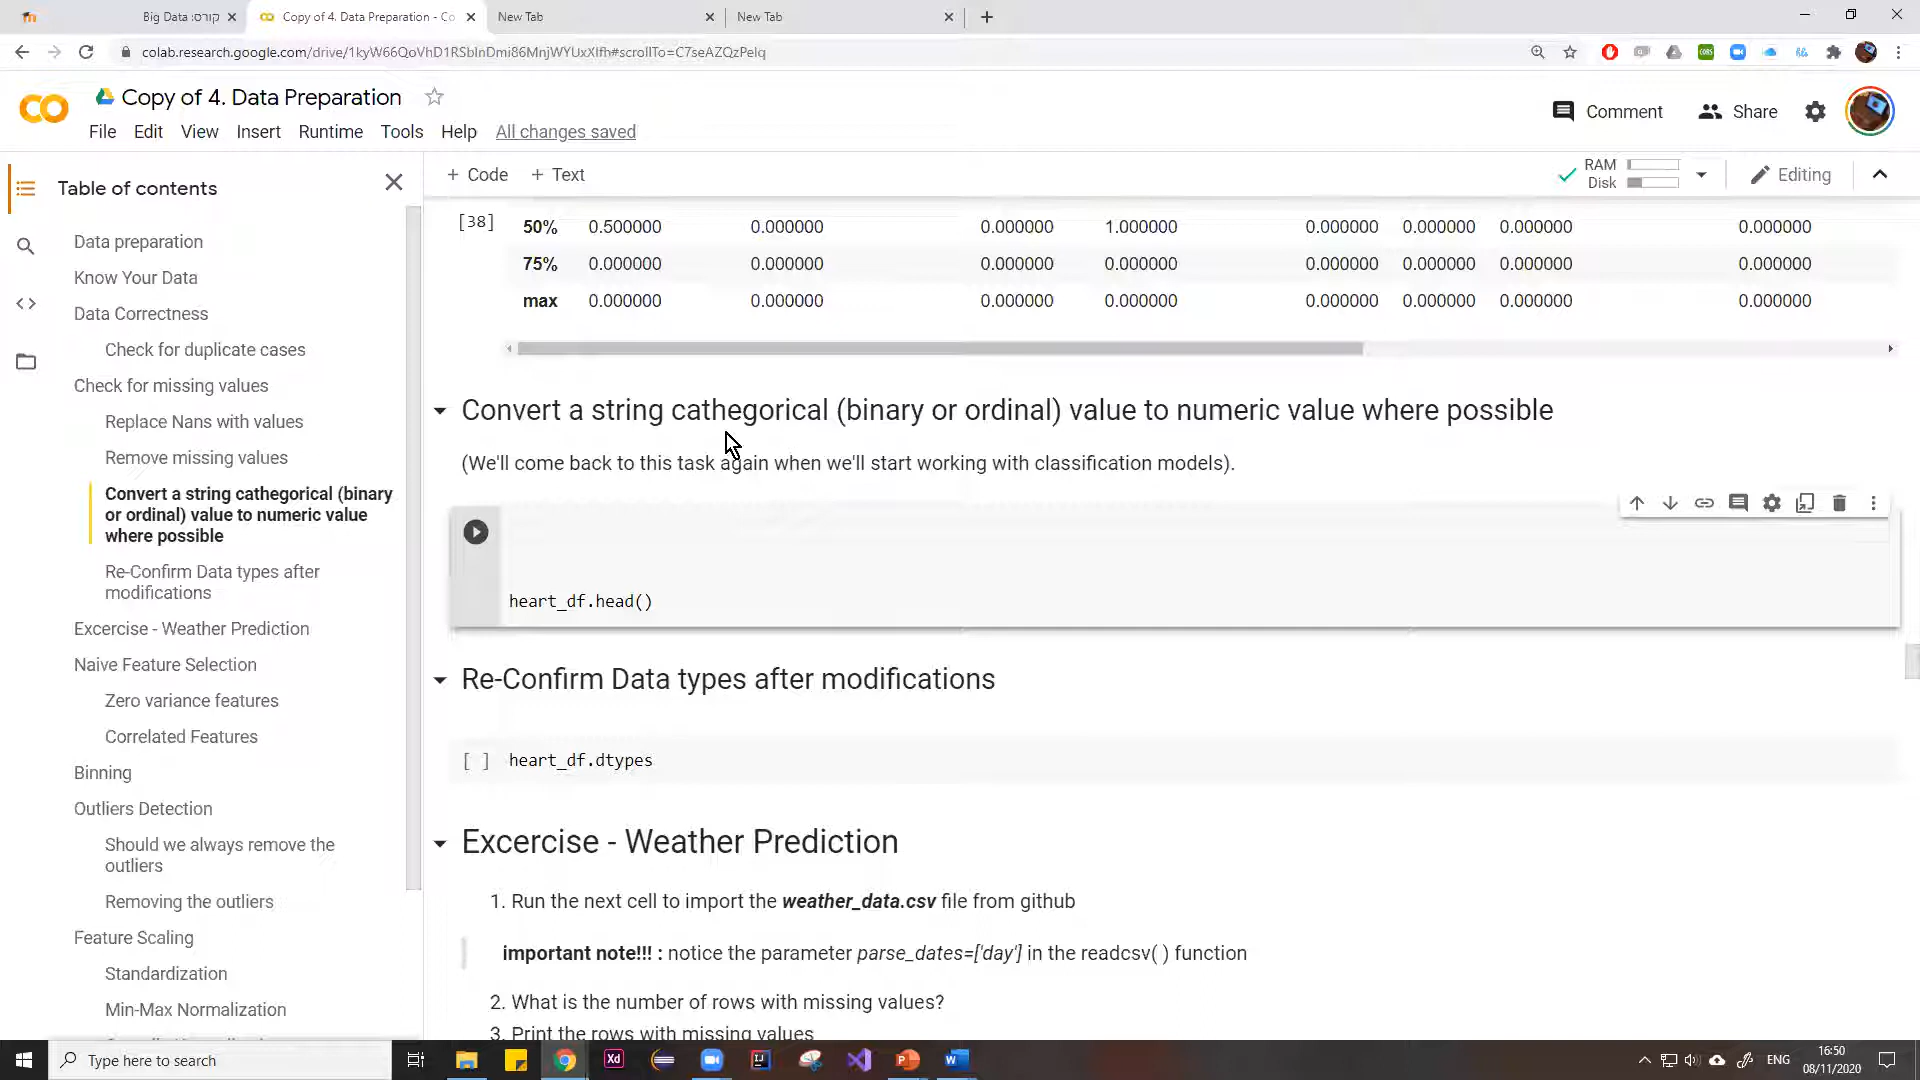 קורס: Big Data
Copy of 4. Data Preparation - Co
New Tab
New Tab
colab.research.google.com/drive/1kyW66QoVhD1RSbInDmi86MnjWYUxXIfh#scrollTo=C7seAZQzPeIq
Copy of 4. Data Preparation
Comment
Share
File Edit View Insert Runtime Tools Help All changes saved
Table of contents
+ Code + Text
RAM
Disk
Editing
Data preparation
Know Your Data
Data Correctness
Check for duplicate cases
Check for missing values
Replace Nans with values
Remove missing values
Convert a string cathegorical (binary
or ordinal) value to numeric value
where possible
Re-Confirm Data types after
modifications
Excercise - Weather Prediction
Naive Feature Selection
Zero variance features
Correlated Features
Binning
Outliers Detection
Should we always remove the
outliers
Removing the outliers
Feature Scaling
Standardization
Min-Max Normalization
[38] 50% 0.500000 0.000000 0.000000 1.000000 0.000000 0.000000 0.000000 0.000000
75% 0.000000 0.000000 0.000000 0.000000 0.000000 0.000000 0.000000 0.000000
max 0.000000 0.000000 0.000000 0.000000 0.000000 0.000000 0.000000 0.000000
Convert a string cathegorical (binary or ordinal) value to numeric value where possible
(We'll come back to this task again when we'll start working with classification models).
heart_df.head()
Re-Confirm Data types after modifications
[ ] heart_df.dtypes
Excercise - Weather Prediction
1. Run the next cell to import the weather_data.csv file from github
important note!!! : notice the parameter parse_dates=['day'] in the readcsv( ) function
2. What is the number of rows with missing values?
3. Print the rows with missing values
Type here to search
Xd
ENG
16:50
08/11/2020